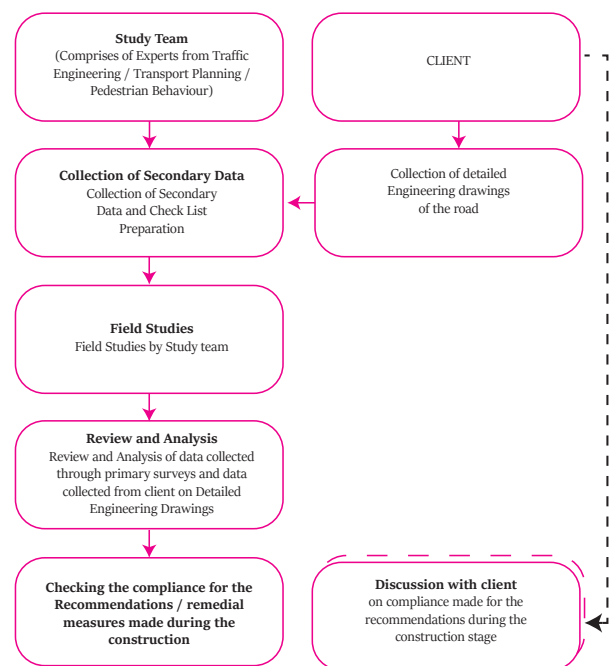 Study Team
(Comprises of Experts from Traffic
Engineering / Transport Planning /
Pedestrian Behaviour)
CLIENT
Collection of Secondary Data
Collection of Secondary
Data and Check List
Preparation
Collection of detailed
Engineering drawings
of the road
Field Studies
Field Studies by Study team
Review and Analysis
Review and Analysis of data collected
through primary surveys and data
collected from client on Detailed
Engineering Drawings
Checking the compliance for the
Recommendations / remedial
measures made during the
construction
Discussion with client
on compliance made for the
recommendations during the
construction stage